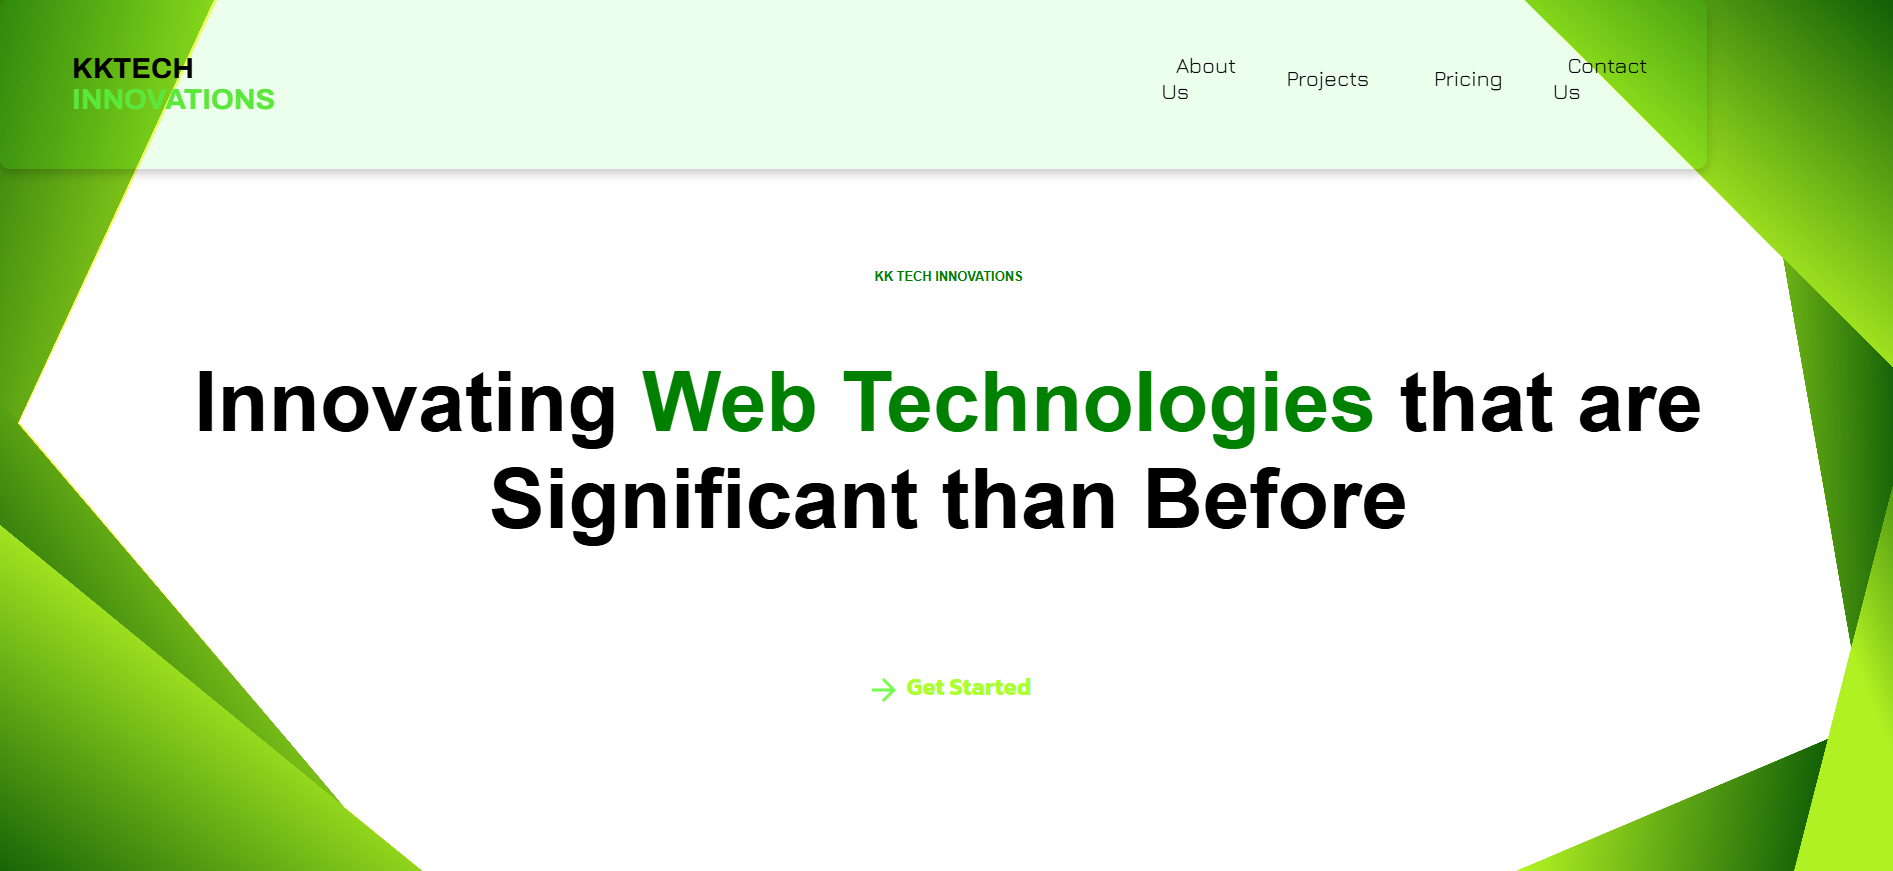 KKTECH
INNOVATIONS
About
Us
Projects
Pricing
Contact
Us
KK TECH INNOVATIONS
Innovating Web Technologies that are
Significant than Before
Get Started